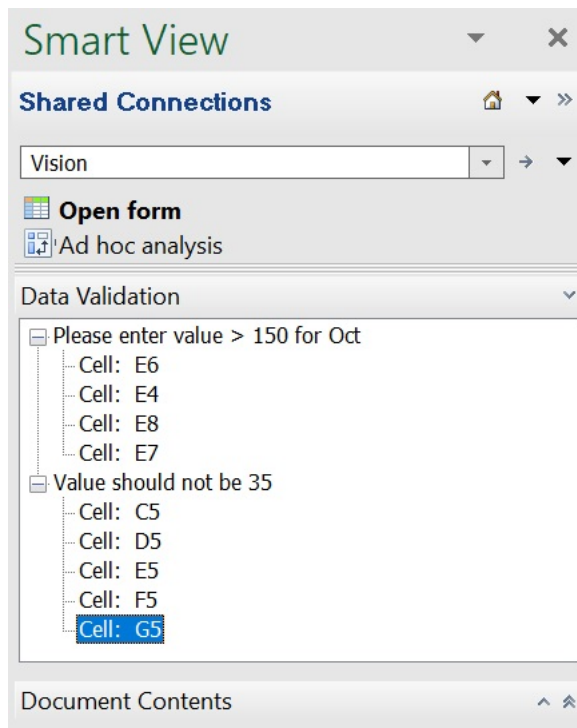 Smart View
Shared Connections
Vision
Open form
Ad hoc analysis
Data Validation
Please enter value > 150 for Oct
Cell: E6
Cell: E4
Cell: E8
Cell: E7
Value should not be 35
Cell: C5
Cell: D5
Cell: E5
Cell: F5
Cell: G5
Document Contents